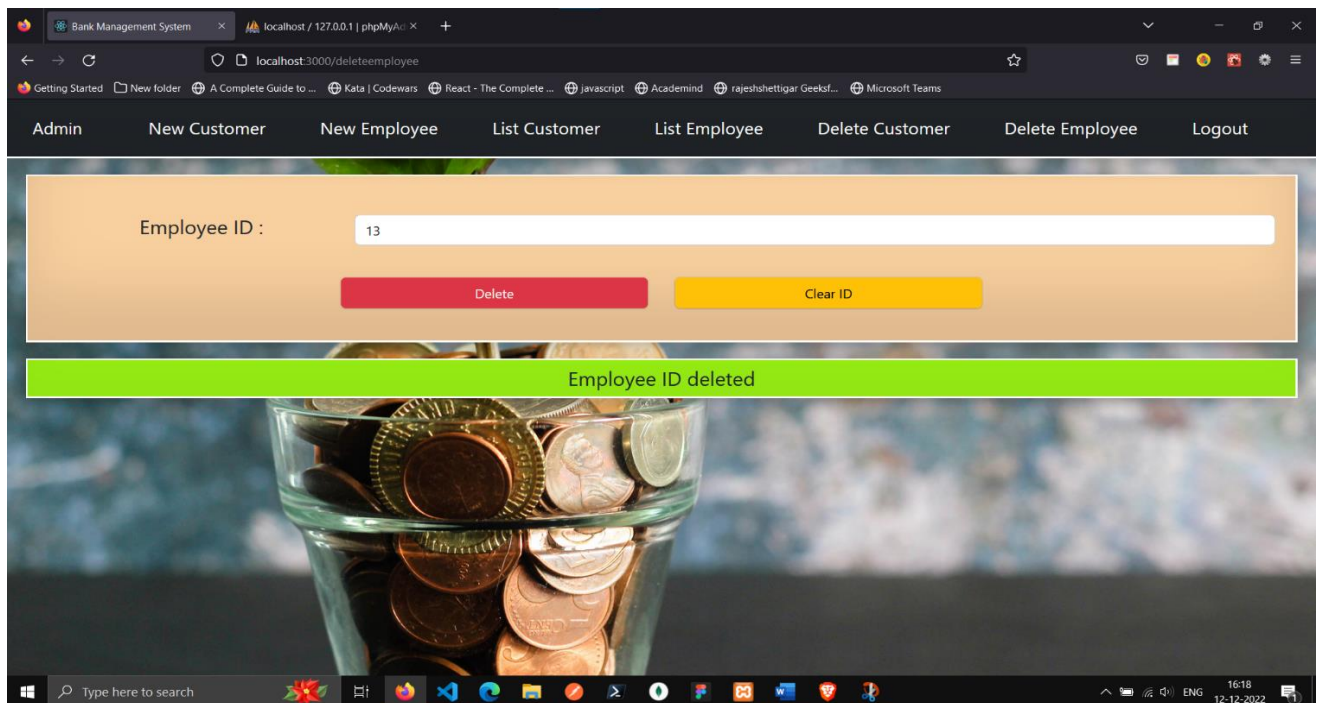 Bank Management System
localhost / 127.0.0.1 | phpMyAd
localhost:3000/deleteemployee
Getting Started New folder A Complete Guide to ... Kata | Codewars React - The Complete ... javascript Academind rajeshshettigar Geeksf... Microsoft Teams
Admin New Customer New Employee List Customer List Employee Delete Customer Delete Employee Logout
Employee ID : 13
Delete Clear ID
Employee ID deleted
Type here to search
ENG
16:18
12-12-2022